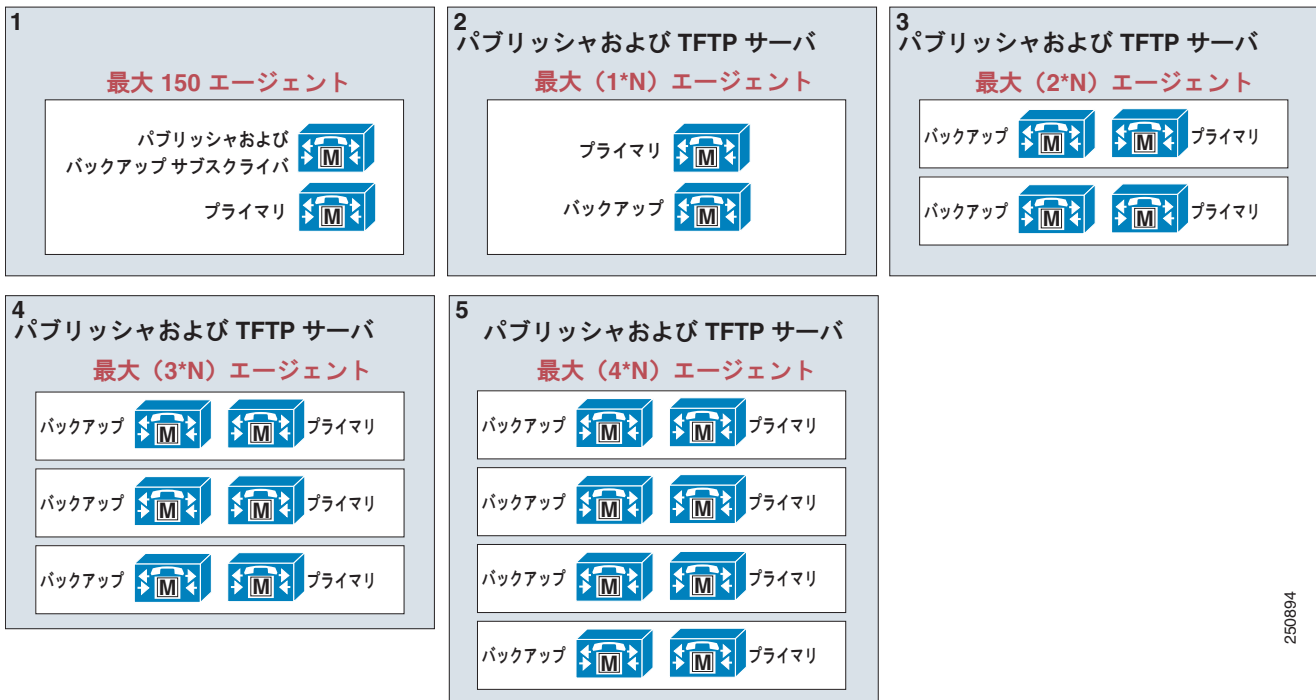 1
最大 150 エージェント
パブリッシャおよび
バックアップ サブスクライバ
M
プライマリ
M
2
パブリッシャおよび TFTP サーバ
最大（1*N）エージェント
プライマリ
M
バックアップ
M
3
パブリッシャおよび TFTP サーバ
最大（2*N）エージェント
バックアップ M M プライマリ
バックアップ M M プライマリ
4
パブリッシャおよび TFTP サーバ
最大（3*N）エージェント
バックアップ M M プライマリ
バックアップ M M プライマリ
バックアップ M M プライマリ
5
パブリッシャおよび TFTP サーバ
最大（4*N）エージェント
バックアップ M M プライマリ
バックアップ M M プライマリ
バックアップ M M プライマリ
バックアップ M M プライマリ
250894